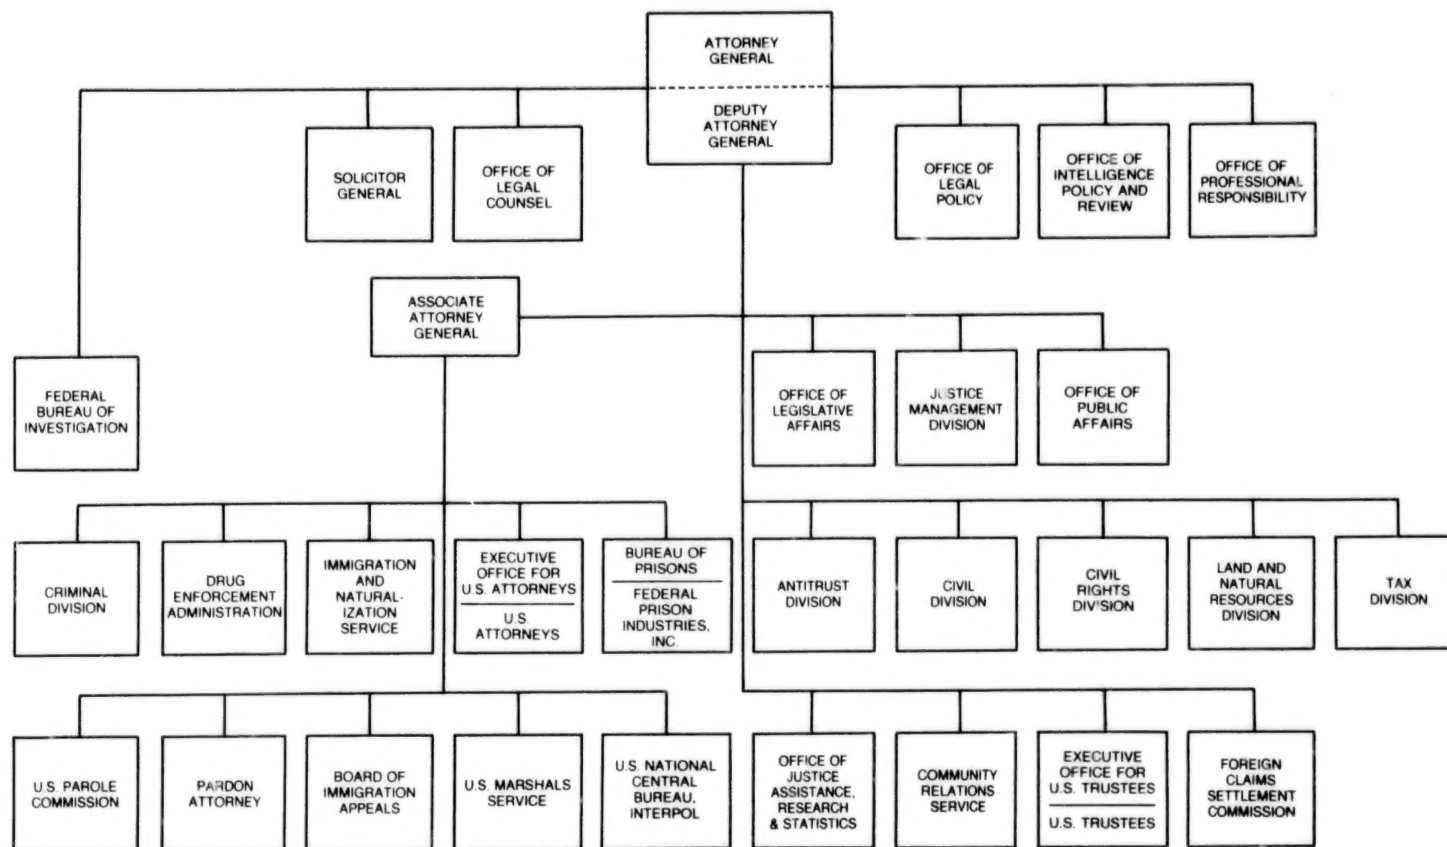 ATTORNEY
GENERAL
DEPUTY
ATTORNEY
GENERAL
SOLICITOR
GENERAL
OFFICE OF
LEGAL
COUNSEL
OFFICE OF
LEGAL
POLICY
OFFICE OF
INTELLIGENCE
POLICY AND
REVIEW
OFFICE OF
PROFESSIONAL
RESPONSIBILITY
ASSOCIATE
ATTORNEY
GENERAL
FEDERAL
BUREAU OF
INVESTIGATION
OFFICE OF
LEGISLATIVE
AFFAIRS
JUSTICE
MANAGEMENT
DIVISION
OFFICE OF
PUBLIC
AFFAIRS
CRIMINAL
DIVISION
DRUG
ENFORCEMENT
ADMINISTRATION
IMMIGRATION
AND
NATURAL-
IZATION
SERVICE
EXECUTIVE
OFFICE FOR
U.S. ATTORNEYS
U.S.
ATTORNEYS
BUREAU OF
PRISONS
FEDERAL
PRISON
INDUSTRIES,
INC.
ANTITRUST
DIVISION
CIVIL
DIVISION
CIVIL
RIGHTS
DIVISION
LAND AND
NATURAL
RESOURCES
DIVISION
TAX
DIVISION
U.S. PAROLE
COMMISSION
PARDON
ATTORNEY
BOARD OF
IMMIGRATION
APPEALS
U.S. MARSHALS
SERVICE
U.S. NATIONAL
CENTRAL
BUREAU,
INTERPOL
OFFICE OF
JUSTICE
ASSISTANCE,
RESEARCH
& STATISTICS
COMMUNITY
RELATIONS
SERVICE
EXECUTIVE
OFFICE FOR
U.S. TRUSTEES
U.S. TRUSTEES
FOREIGN
CLAIMS
SETTLEMENT
COMMISSION